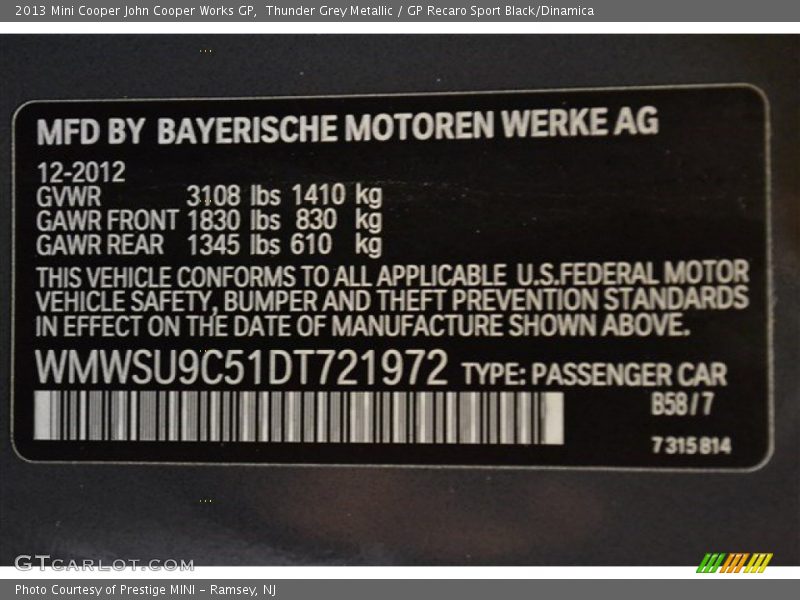 2013 Mini Cooper John Cooper Works GP, Thunder Grey Metallic / GP Recaro Sport Black/Dinamica
MFD BY BAYERISCHE MOTOREN WERKE AG
12-2012
GVWR 3108 lbs 1410 kg
GAWR FRONT 1830 lbs 830 kg
GAWR REAR 1345 lbs 610 kg
THIS VEHICLE CONFORMS TO ALL APPLICABLE U.S.FEDERAL MOTOR
VEHICLE SAFETY, BUMPER AND THEFT PREVENTION STANDARDS
IN EFFECT ON THE DATE OF MANUFACTURE SHOWN ABOVE.
WMWSU9C51DT721972 TYPE: PASSENGER CAR
B58/7
7315814
GTCARLOT.COM
Photo Courtesy of Prestige MINI - Ramsey, NJ